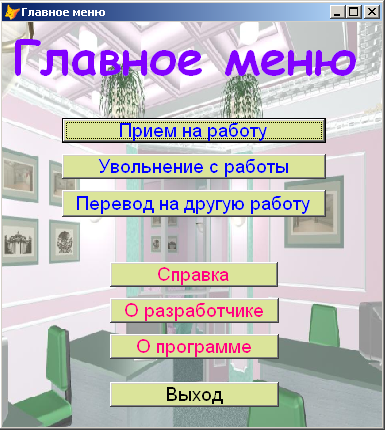 Главное меню
Главное меню
Прием на работу
Увольнение с работы
Перевод на другую работу
Справка
О разработчике
О программе
Выход